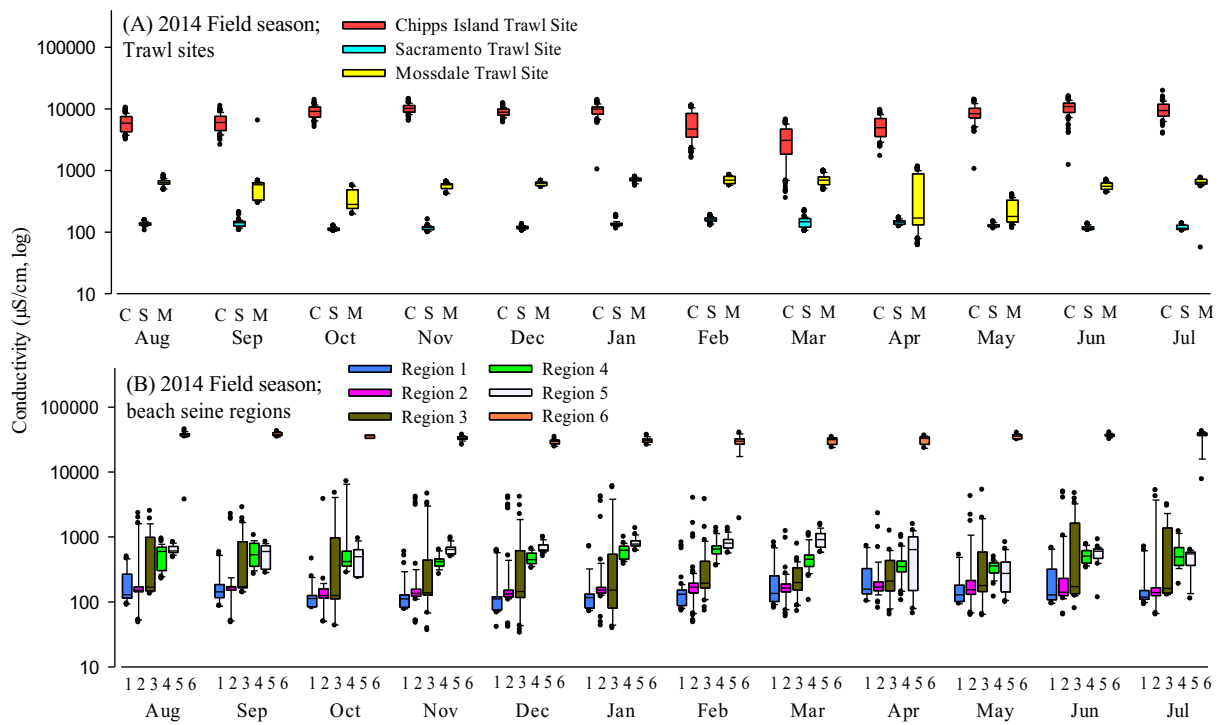 (A) 2014 Field season;
Trawl sites
Chipps Island Trawl Site
Sacramento Trawl Site
Mossdale Trawl Site
100000
10000
1000
100
10
C S M C S M C S M C S M C S M C S M C S M C S M C S M C S M C S M C S M
Aug Sep Oct Nov Dec Jan Feb Mar Apr May Jun Jul
Conductivity (µS/cm, log)
(B) 2014 Field season;
beach seine regions
Region 1 Region 4
Region 2 Region 5
Region 3 Region 6
100000
10000
1000
100
10
1 2 3 4 5 6 1 2 3 4 5 6 1 2 3 4 5 6 1 2 3 4 5 6 1 2 3 4 5 6 1 2 3 4 5 6 1 2 3 4 5 6 1 2 3 4 5 6 1 2 3 4 5 6 1 2 3 4 5 6 1 2 3 4 5 6 1 2 3 4 5 6
Aug Sep Oct Nov Dec Jan Feb Mar Apr May Jun Jul